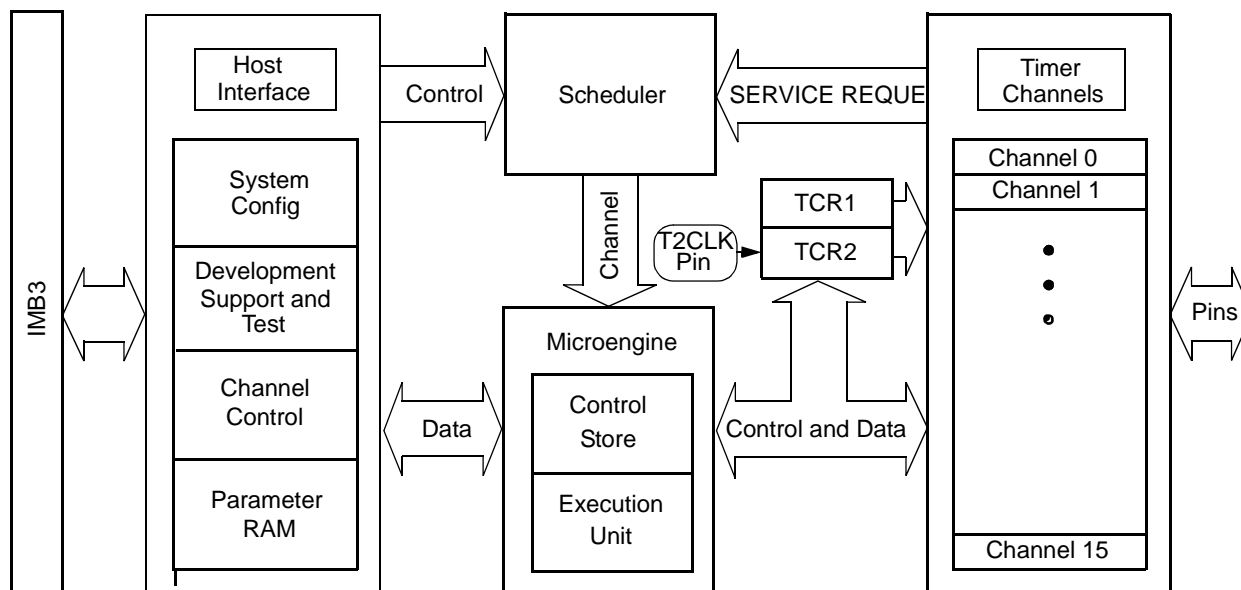 IMB3
Host
Interface
System
Config
Development
Support and
Test
Channel
Control
Parameter
RAM
Control
Data
Scheduler
Channel
Microengine
Control
Store
Execution
Unit
SERVICE REQUE
TCR1
TCR2
T2CLK
Pin
Control and Data
Timer
Channels
Channel 0
Channel 1
Channel 15
Pins